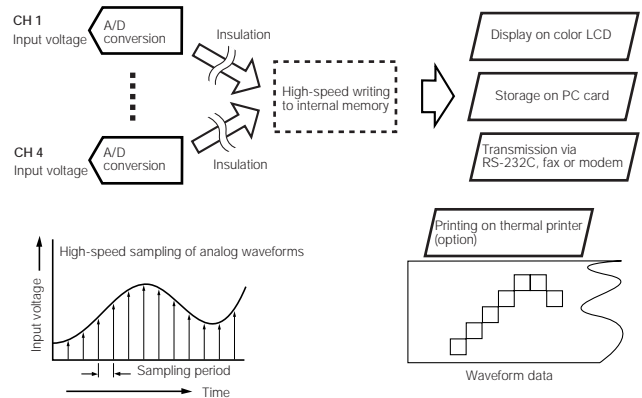 CH 1
Input voltage
A/D
conversion
Insulation
CH 4
Input voltage
A/D
conversion
Insulation
High-speed writing
to internal memory
Display on color LCD
Storage on PC card
Transmission via
RS-232C, fax or modem
Printing on thermal printer
(option)
High-speed sampling of analog waveforms
Input voltage
Sampling period
Time
Waveform data